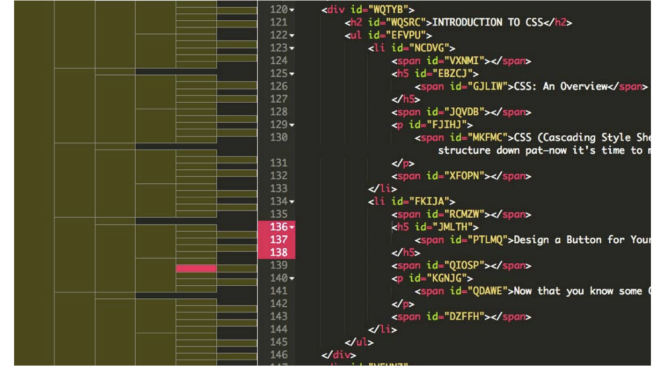 120 <div id="WQTYB">
121 <h2 id="WQSRC">INTRODUCTION TO CSS</h2>
122 <ul id="EFVPU">
123 <li id="NCDVG">
124 <span id="VXNMI"></span>
125 <h5 id="EBZCJ">
126 <span id="GJLIW">CSS: An Overview</span>
127 </h5>
128 <span id="JQVDB"></span>
129 <p id="FJIHJ">
130 <span id="MKFMC">CSS (Cascading Style She
structure down pat—now it's time to m
131 </p>
132 <span id="XFOPN"></span>
133 </li>
134 <li id="FKIJA">
135 <span id="RCMZW"></span>
136 <h5 id="JMLTH">
137 <span id="PTLMQ">Design a Button for Your
138 </h5>
139 <span id="QIOSP"></span>
140 <p id="KGNJG">
141 <span id="QDAWE">Now that you know some
142 </p>
143 <span id="DZFFH"></span>
144 </li>
145 </ul>
146 </div>